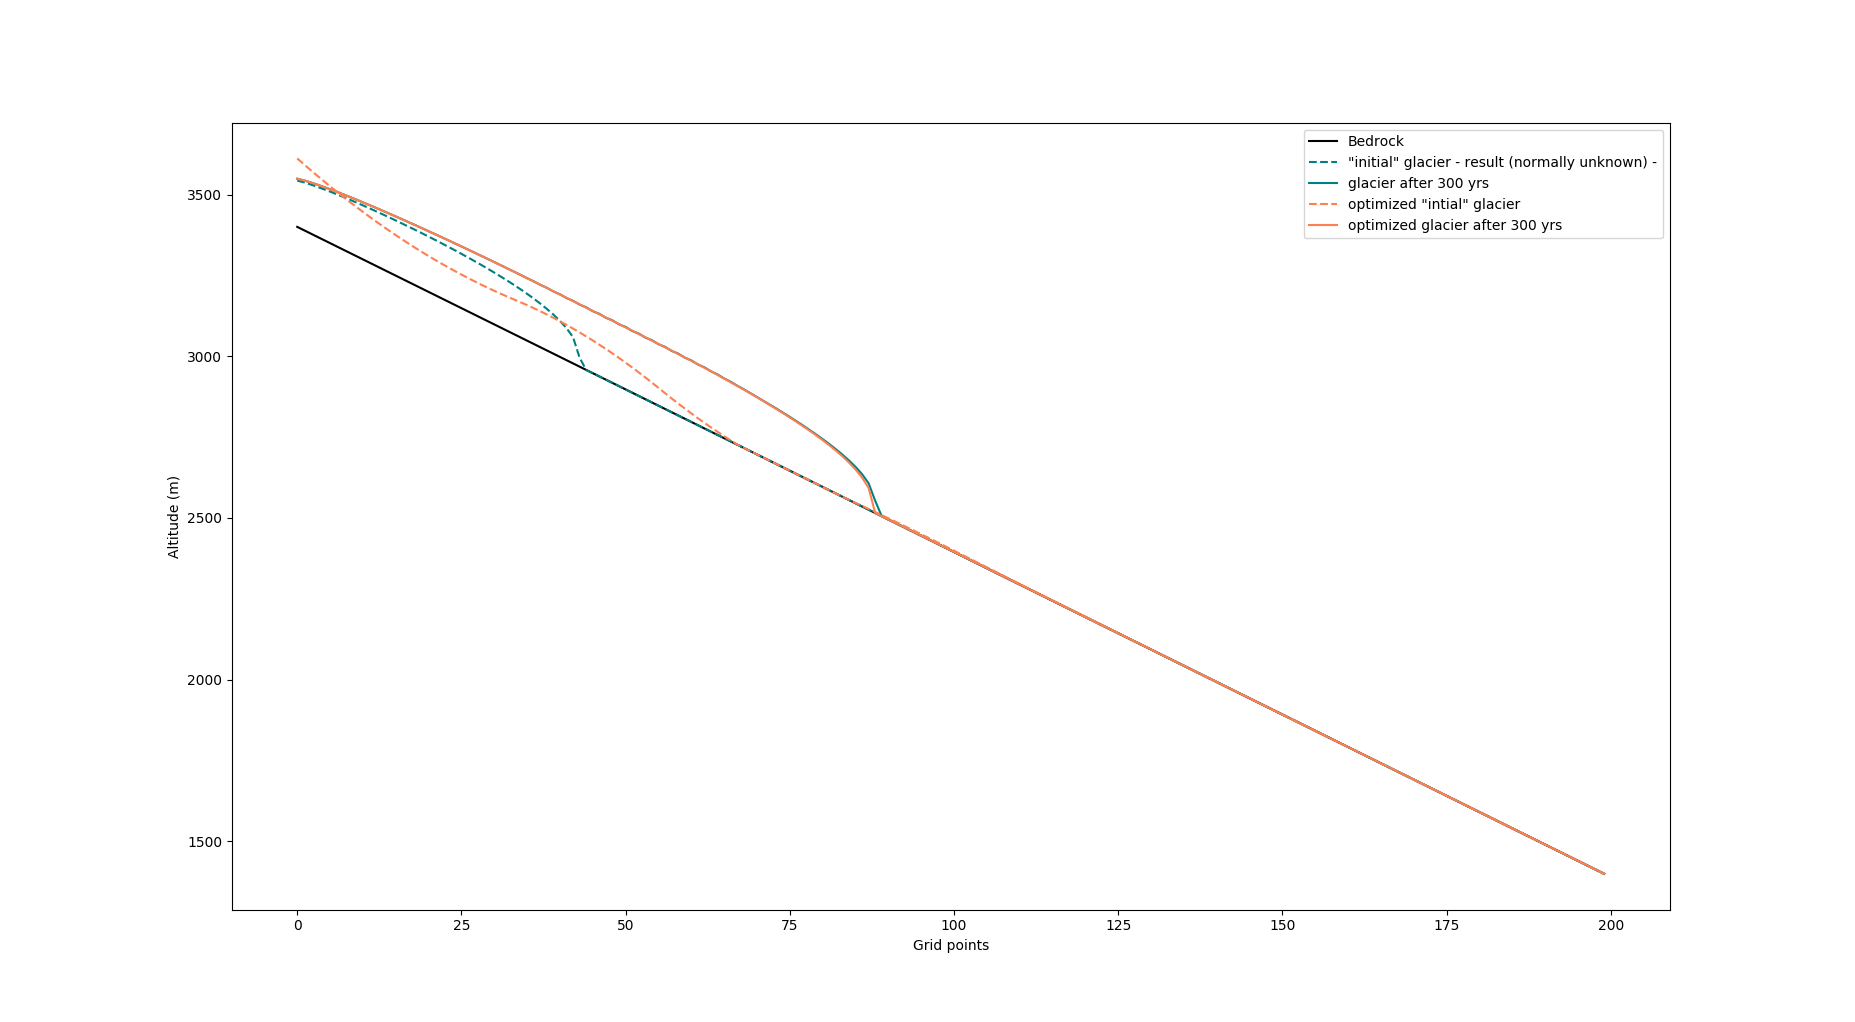 Bedrock
"initial" glacier - result (normally unknown) -
glacier after 300 yrs
optimized "intial" glacier
optimized glacier after 300 yrs
3500
3000
2500
2000
1500
Altitude (m)
0 25 50 75 100 125 150 175 200
Grid points